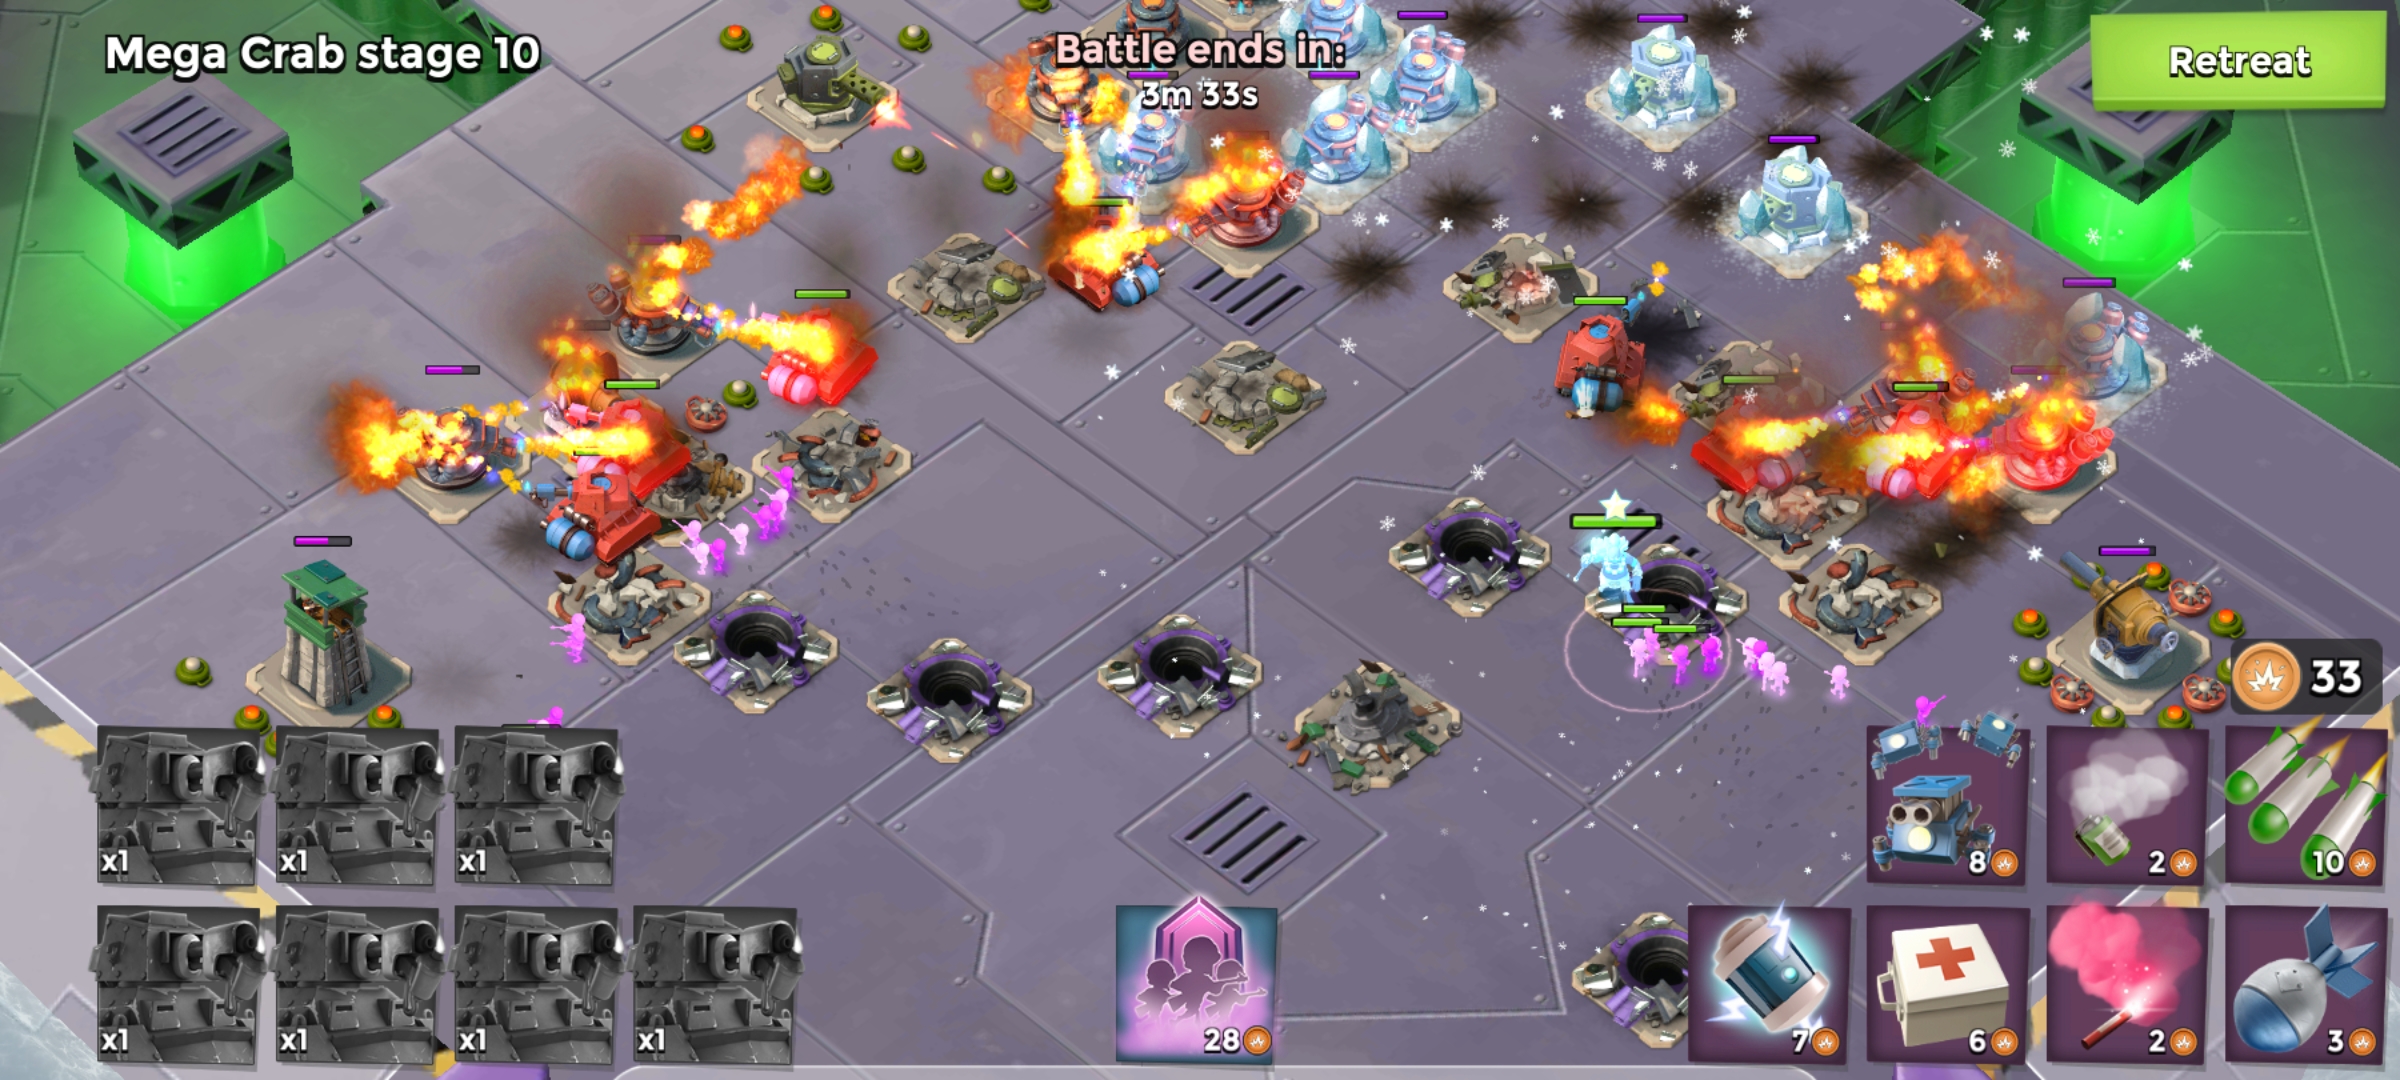 Mega Crab stage 10
Battle ends in:
3m 33s
Retreat
33
x1
x1
x1
8
2
10
x1
x1
x1
x1
28
7
6
2
3